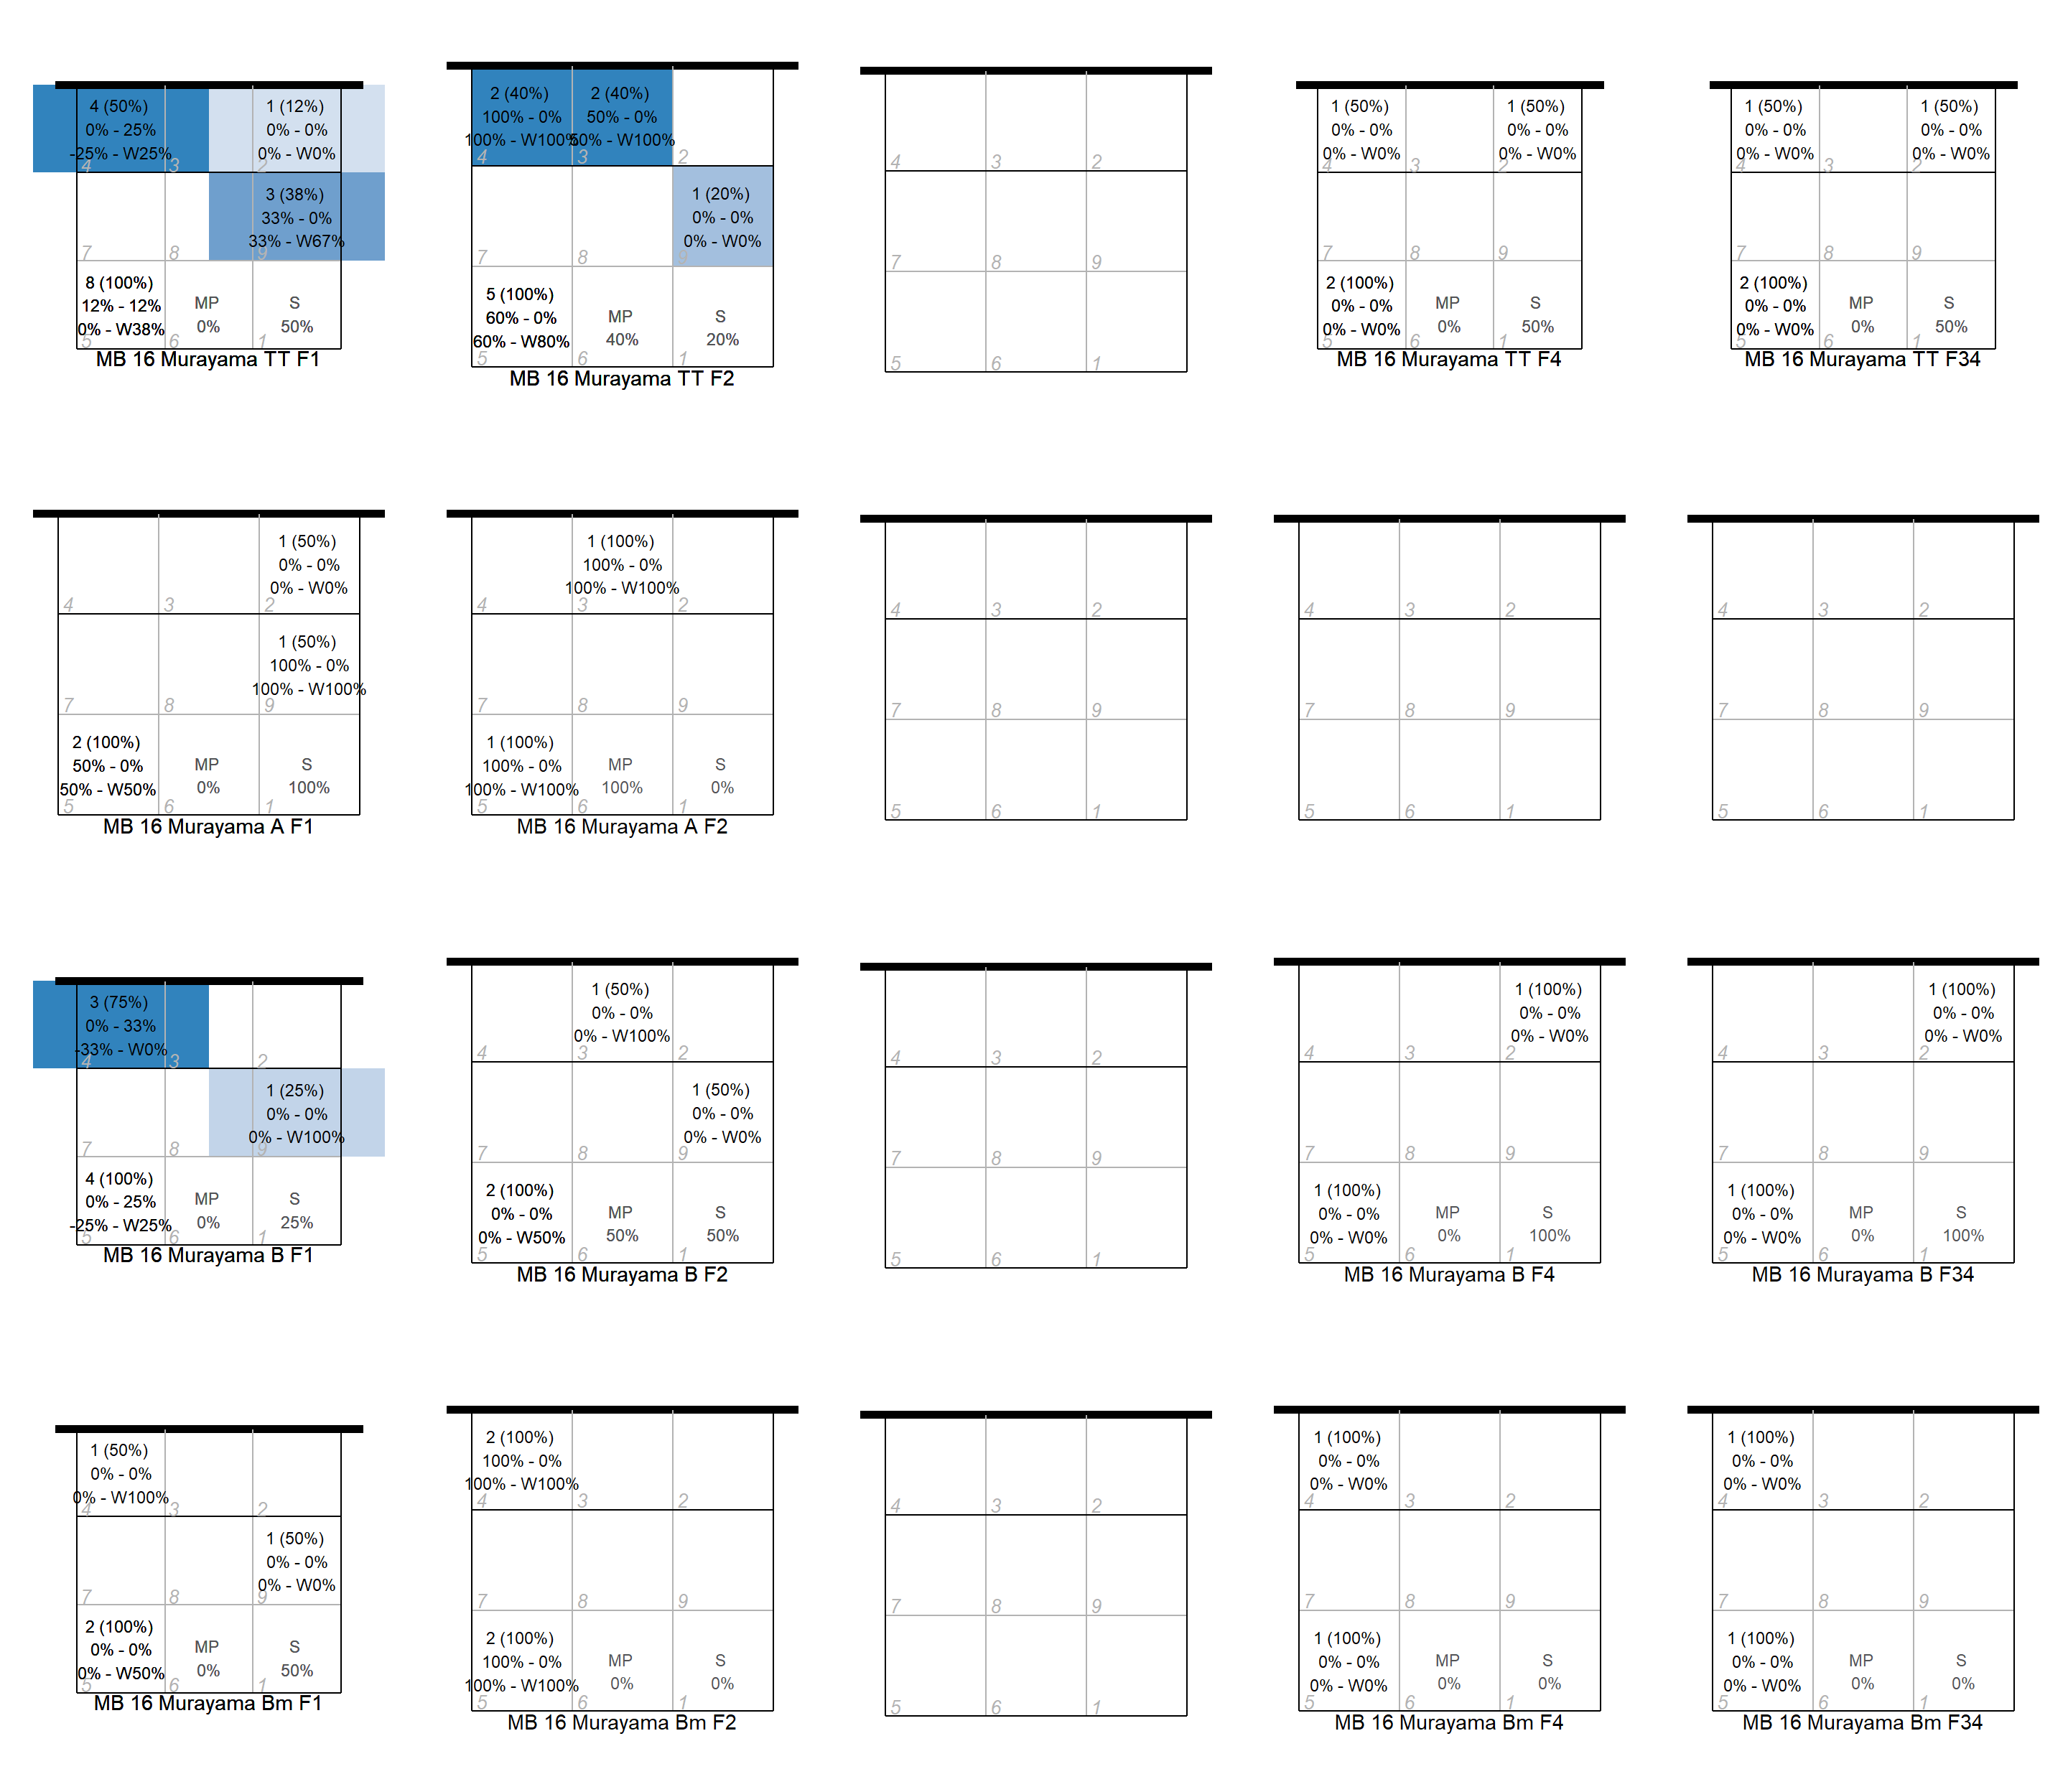 4 (50%)
0% - 25%
-25% - W25%
1 (12%)
0% - 0%
0% - W0%
4 3 2
3 (38%)
33% - 0%
33% - W67%
7 8 9
8 (100%)
12% - 12%
0% - W38%
MP
0%
S
50%
5 6 1
MB 16 Murayama TT F1
2 (40%)
100% - 0%
100% - W100%
2 (40%)
50% - 0%
50% - W100%
4 3 2
1 (20%)
0% - 0%
0% - W0%
7 8 9
5 (100%)
60% - 0%
60% - W80%
MP
40%
S
20%
5 6 1
MB 16 Murayama TT F2
4 3 2
7 8 9
5 6 1
1 (50%)
0% - 0%
0% - W0%
1 (50%)
0% - 0%
0% - W0%
4 3 2
7 8 9
2 (100%)
0% - 0%
0% - W0%
MP
0%
S
50%
5 6 1
MB 16 Murayama TT F4
1 (50%)
0% - 0%
0% - W0%
1 (50%)
0% - 0%
0% - W0%
4 3 2
7 8 9
2 (100%)
0% - 0%
0% - W0%
MP
0%
S
50%
5 6 1
MB 16 Murayama TT F34
1 (50%)
0% - 0%
0% - W0%
4 3 2
1 (50%)
100% - 0%
100% - W100%
7 8 9
2 (100%)
50% - 0%
50% - W50%
MP
0%
S
100%
5 6 1
MB 16 Murayama A F1
1 (100%)
100% - 0%
100% - W100%
4 3 2
7 8 9
1 (100%)
100% - 0%
100% - W100%
MP
100%
S
0%
5 6 1
MB 16 Murayama A F2
4 3 2
7 8 9
5 6 1
4 3 2
7 8 9
5 6 1
4 3 2
7 8 9
5 6 1
3 (75%)
0% - 33%
-33% - W0%
4 3 2
1 (25%)
0% - 0%
0% - W100%
7 8 9
4 (100%)
0% - 25%
-25% - W25%
MP
0%
S
25%
5 6 1
MB 16 Murayama B F1
1 (50%)
0% - 0%
0% - W100%
4 3 2
1 (50%)
0% - 0%
0% - W0%
7 8 9
2 (100%)
0% - 0%
0% - W50%
MP
50%
S
50%
5 6 1
MB 16 Murayama B F2
4 3 2
7 8 9
5 6 1
1 (100%)
0% - 0%
0% - W0%
4 3 2
7 8 9
1 (100%)
0% - 0%
0% - W0%
MP
0%
S
100%
5 6 1
MB 16 Murayama B F4
1 (100%)
0% - 0%
0% - W0%
4 3 2
7 8 9
1 (100%)
0% - 0%
0% - W0%
MP
0%
S
100%
5 6 1
MB 16 Murayama B F34
1 (50%)
0% - 0%
0% - W100%
4 3 2
1 (50%)
0% - 0%
0% - W0%
7 8 9
2 (100%)
0% - 0%
0% - W50%
MP
0%
S
50%
5 6 1
MB 16 Murayama Bm F1
2 (100%)
100% - 0%
100% - W100%
4 3 2
7 8 9
2 (100%)
100% - 0%
100% - W100%
MP
0%
S
0%
5 6 1
MB 16 Murayama Bm F2
4 3 2
7 8 9
5 6 1
1 (100%)
0% - 0%
0% - W0%
4 3 2
7 8 9
1 (100%)
0% - 0%
0% - W0%
MP
0%
S
0%
5 6 1
MB 16 Murayama Bm F4
1 (100%)
0% - 0%
0% - W0%
4 3 2
7 8 9
1 (100%)
0% - 0%
0% - W0%
MP
0%
S
0%
5 6 1
MB 16 Murayama Bm F34